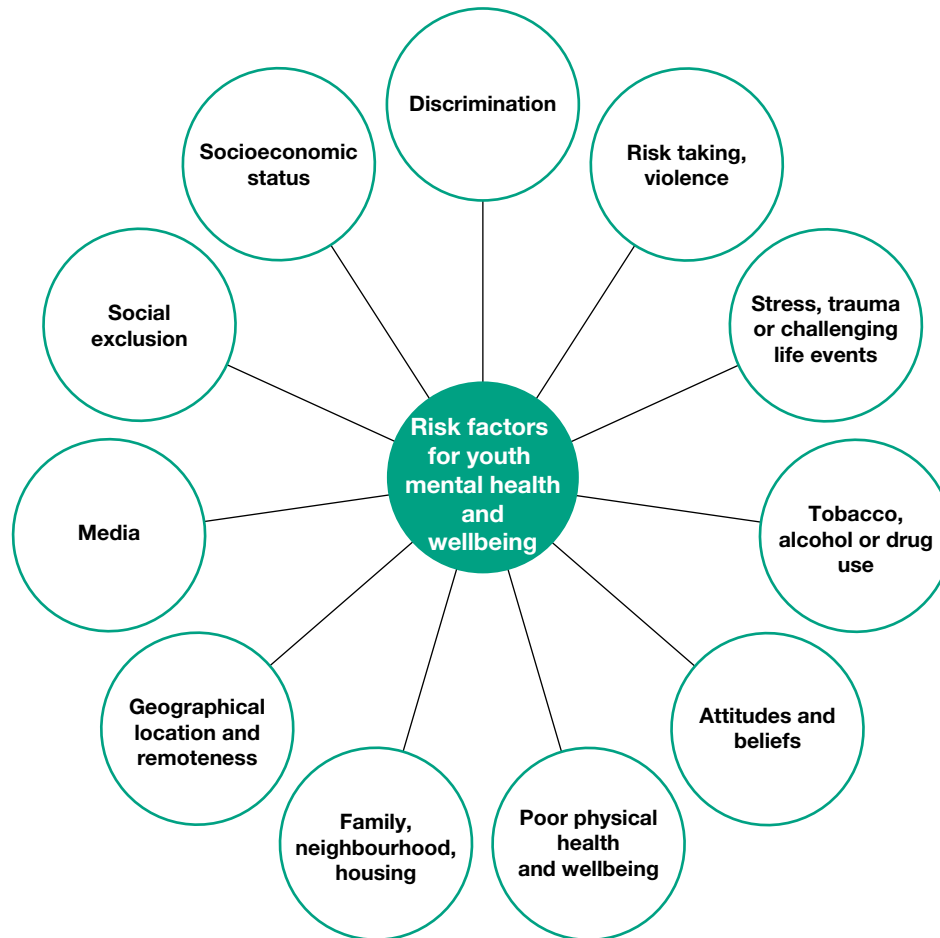 Discrimination
Risk taking,
violence
Stress, trauma
or challenging
life events
Tobacco,
alcohol or drug
use
Attitudes and
beliefs
Poor physical
health
and wellbeing
Family,
neighbourhood,
housing
Geographical
location and
remoteness
Media
Social
exclusion
Socioeconomic
status
Risk factors
for youth
mental health
and
wellbeing